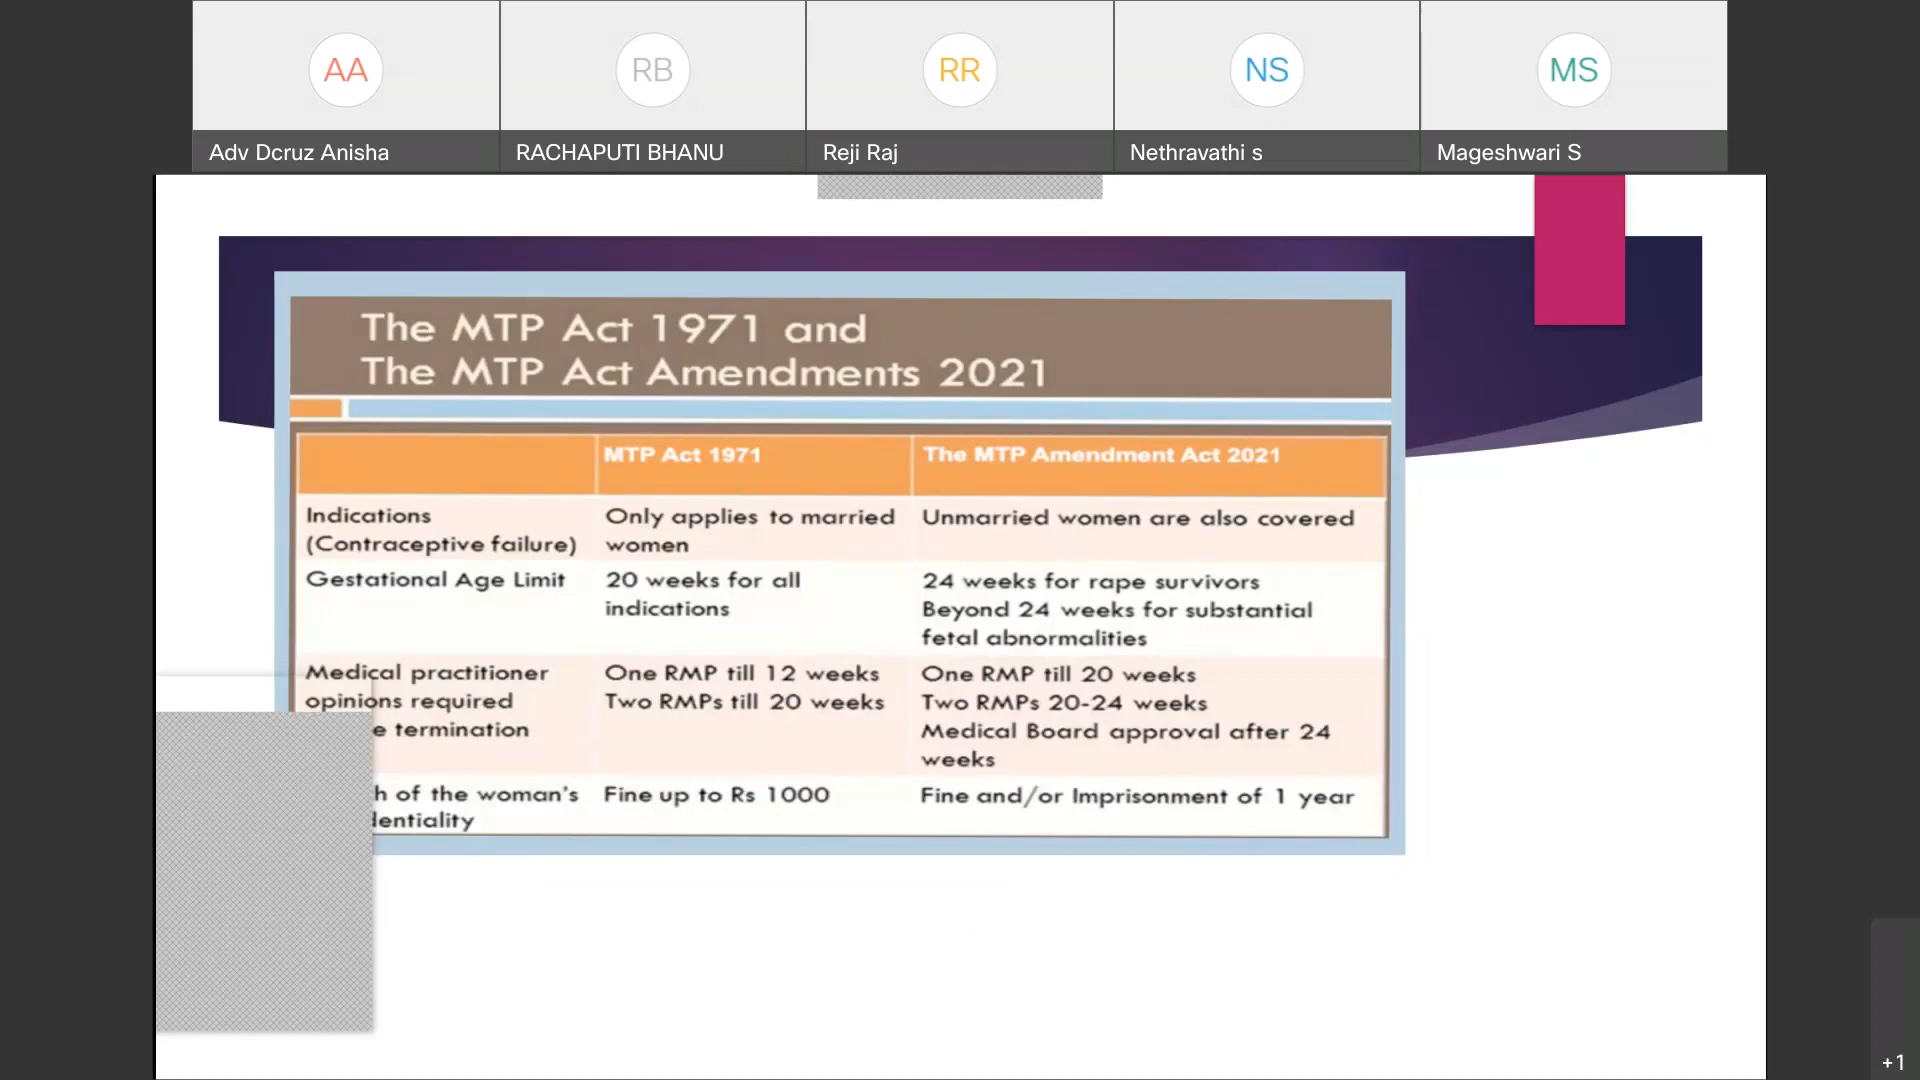 AA
RB
RR
NS
MS
Adv Dcruz Anisha
RACHAPUTI BHANU
Reji Raj
Nethravathi s
Mageshwari S
The MTP Act 1971 and
The MTP Act Amendments 2021
MTP Act 1971
The MTP Amendment Act 2021
Indications
(Contraceptive failure)
Only applies to married
women
Unmarried women are also covered
Gestational Age Limit
20 weeks for all
indications
24 weeks for rape survivors
Beyond 24 weeks for substantial
fetal abnormalities
Medical practitioner
opinions required
termination
One RMP till 12 weeks
Two RMPs till 20 weeks
One RMP till 20 weeks
Two RMPs 20-24 weeks
Medical Board approval after 24
weeks
of the woman's
Fine up to Rs 1000
Fine and/or Imprisonment of 1 year
+1